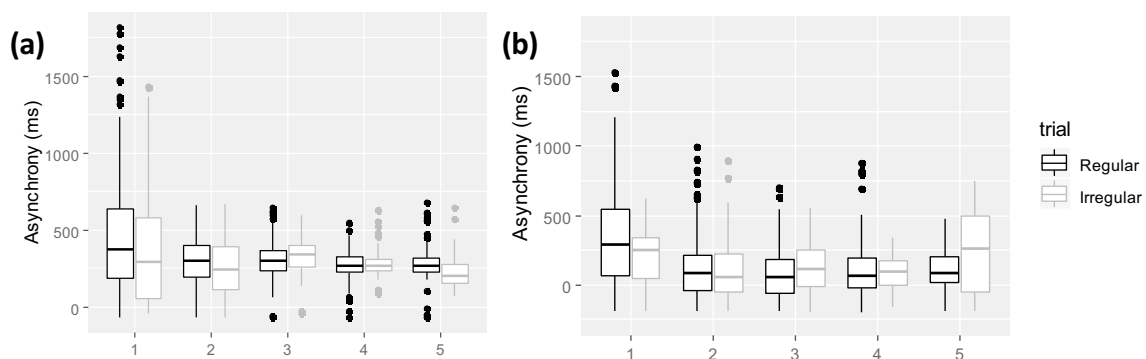 (a)
Asynchrony (ms)
1500
1000
500
0
1 2 3 4 5
(b)
Asynchrony (ms)
1500
1000
500
0
1 2 3 4 5
trial
Regular
Irregular